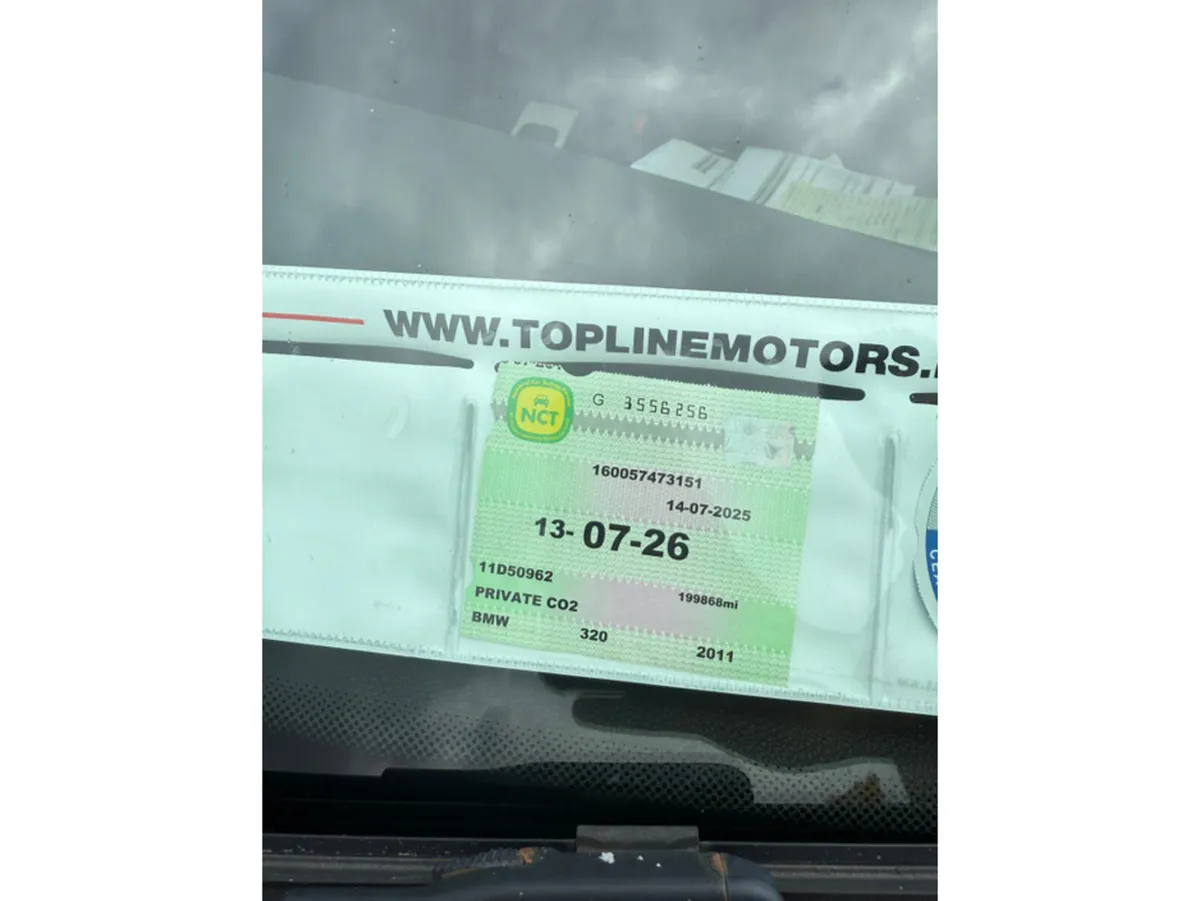 WWW.TOPLINEMOTORS.
NCT
G 3556256
160057473151
14-07-2025
13-07-26
11D50962
199868mi
PRIVATE CO2
BMW 320 2011